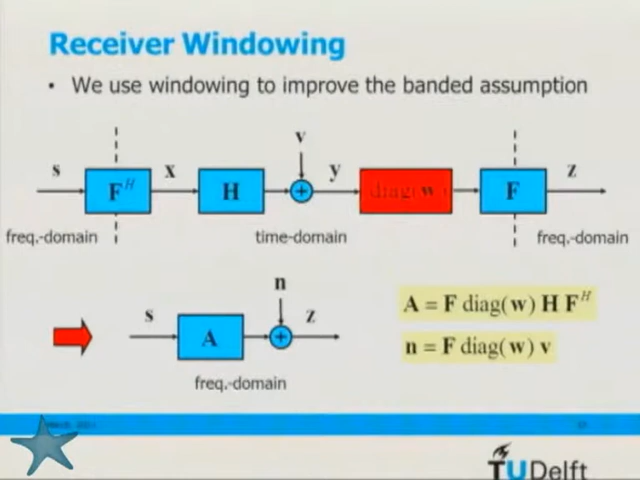 Receiver Windowing
• We use windowing to improve the banded assumption
v
s
x
y
z
F^H
H
+
diag(w)
F
freq.-domain
time-domain
freq.-domain
n
s
z
A
+
A = F diag(w) H F^H
n = F diag(w) v
freq.-domain
TUDelft